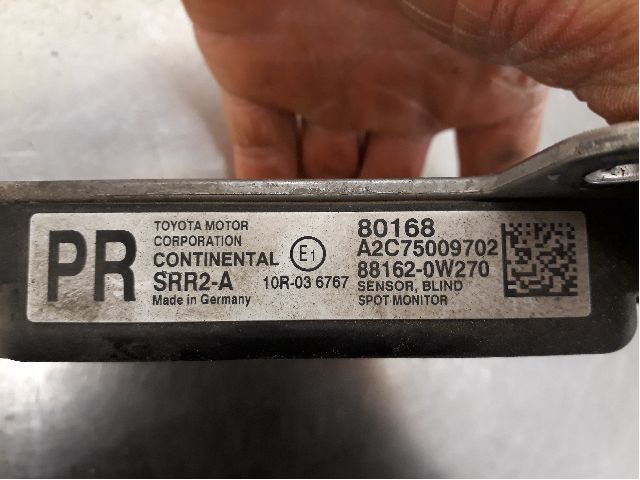 PR
TOYOTA MOTOR
CORPORATION
CONTINENTAL
SRR2-A
Made in Germany
E1
10R-03 6767
80168
A2C75009702
88162-0W270
SENSOR, BLIND
SPOT MONITOR